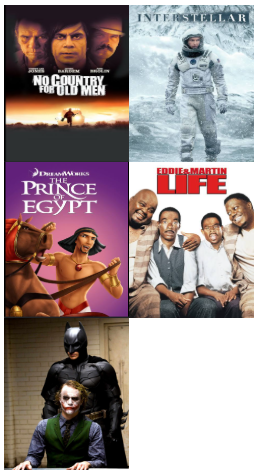 NO COUNTRY
FOR OLD MEN
INTERSTELLAR
DREAMWORKS
THE
PRINCE
OF
EGYPT
EDDIE & MARTIN
LIFE